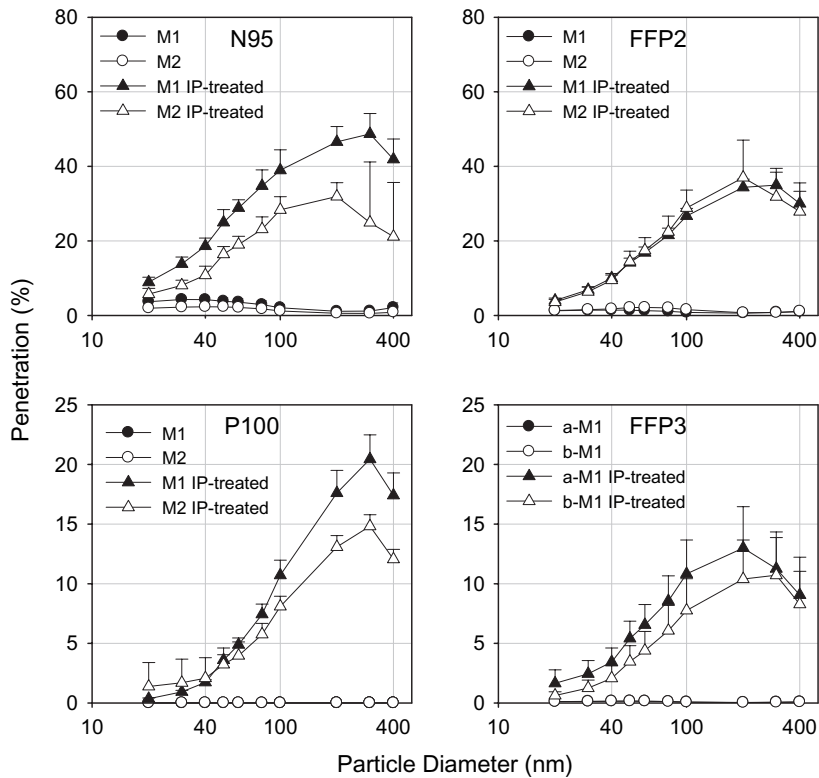 N95
M1
M2
M1 IP-treated
M2 IP-treated
80
60
40
20
0
10
40
100
400
FFP2
M1
M2
M1 IP-treated
M2 IP-treated
80
60
40
20
0
10
40
100
400
Penetration (%)
P100
M1
M2
M1 IP-treated
M2 IP-treated
25
20
15
10
5
0
10
40
100
400
FFP3
a-M1
b-M1
a-M1 IP-treated
b-M1 IP-treated
25
20
15
10
5
0
10
40
100
400
Particle Diameter (nm)